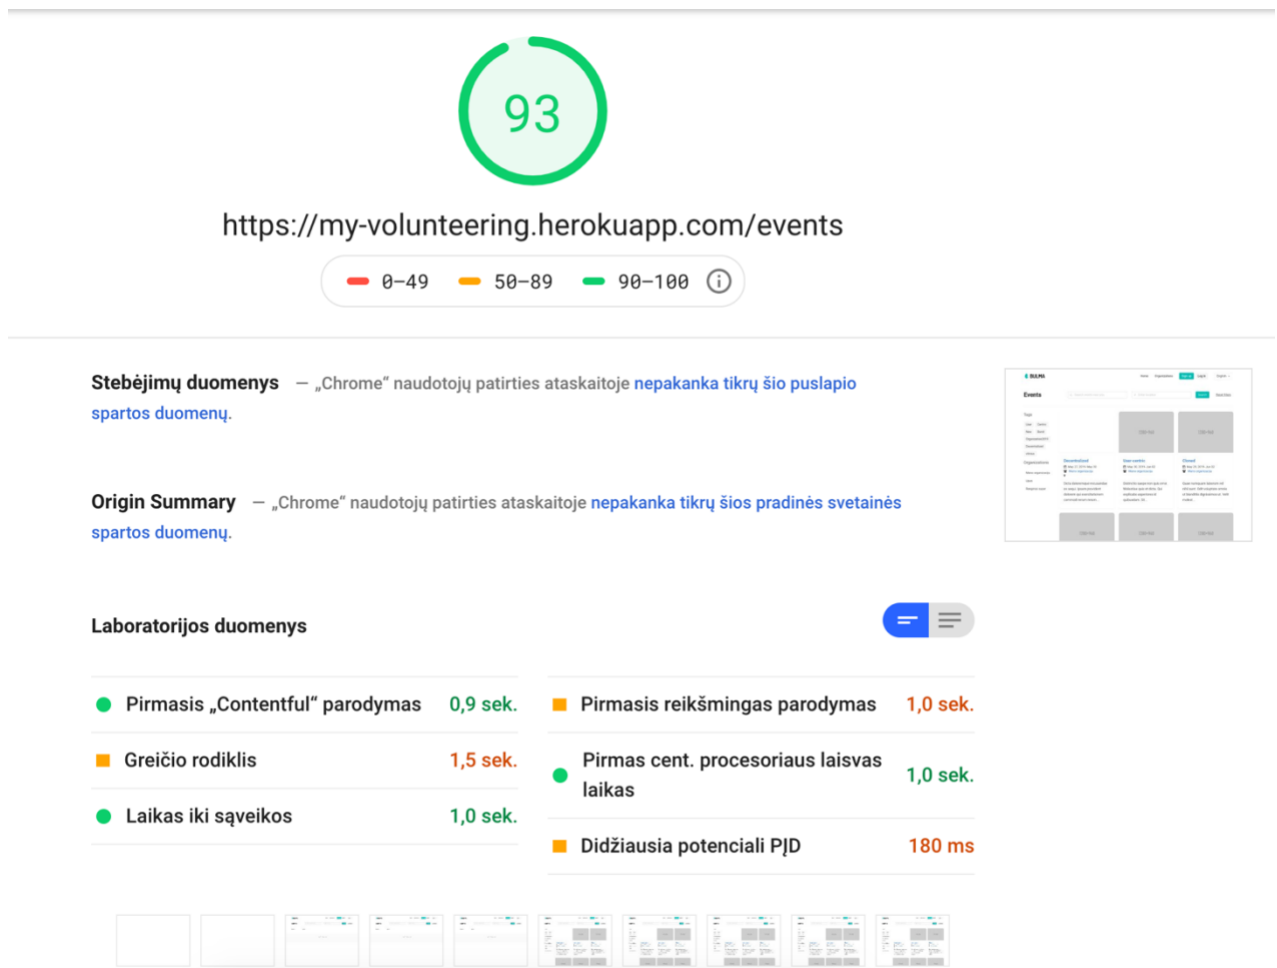 93
https://my-volunteering.herokuapp.com/events
0–49 50–89 90–100
Stebėjimų duomenys — „Chrome“ naudotojų patirties ataskaitoje nepakanka tikrų šio puslapio
spartos duomenų.
Origin Summary — „Chrome“ naudotojų patirties ataskaitoje nepakanka tikrų šios pradinės svetainės
spartos duomenų.
BULMA
Events
Laboratorijos duomenys
Pirmasis „Contentful“ parodymas 0,9 sek.
Greičio rodiklis 1,5 sek.
Laikas iki sąveikos 1,0 sek.
Pirmasis reikšmingas parodymas 1,0 sek.
Pirmas cent. procesoriaus laisvas
laikas 1,0 sek.
Didžiausia potenciali PĮD 180 ms